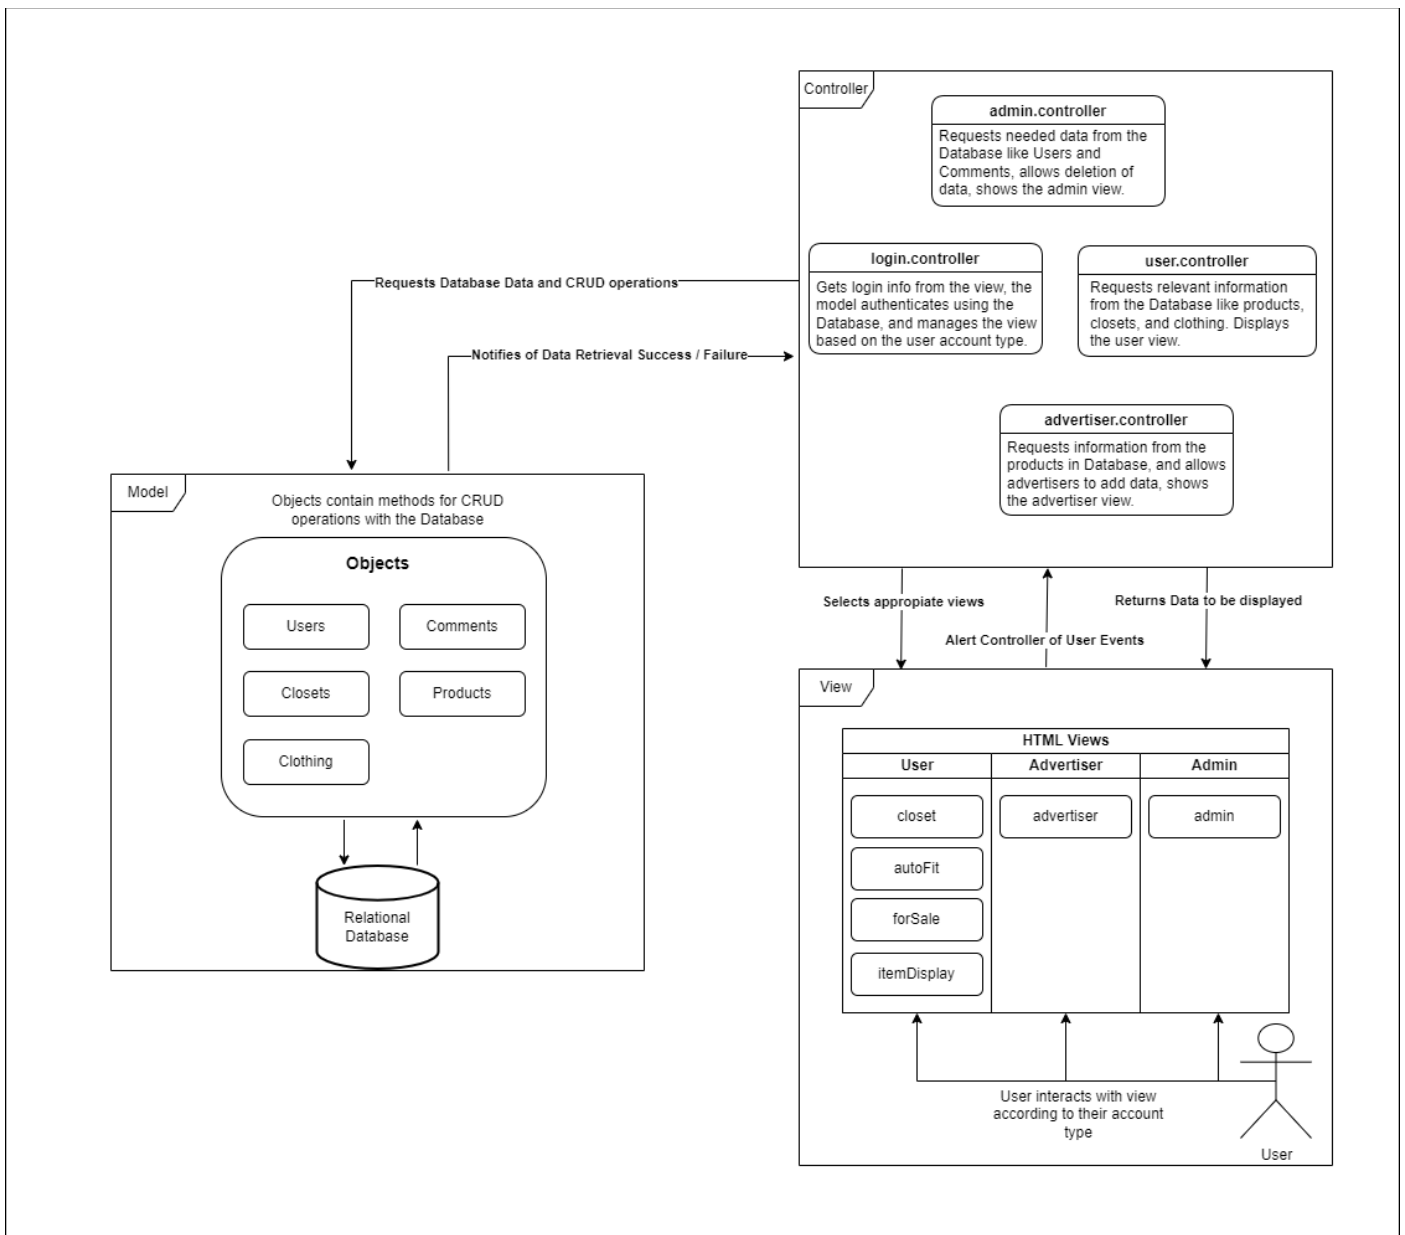 Controller
admin.controller
Requests needed data from the
Database like Users and
Comments, allows deletion of
data, shows the admin view.
login.controller
Gets login info from the view, the
model authenticates using the
Database, and manages the view
based on the user account type.
user.controller
Requests relevant information
from the Database like products,
closets, and clothing. Displays
the user view.
advertiser.controller
Requests information from the
products in Database, and allows
advertisers to add data, shows
the advertiser view.
Requests Database Data and CRUD operations
Notifies of Data Retrieval Success / Failure
Model
Objects contain methods for CRUD
operations with the Database
Objects
Users
Comments
Closets
Products
Clothing
Relational
Database
Selects appropiate views
Alert Controller of User Events
Returns Data to be displayed
View
HTML Views
User
Advertiser
Admin
closet
advertiser
admin
autoFit
forSale
itemDisplay
User interacts with view
according to their account
type
User